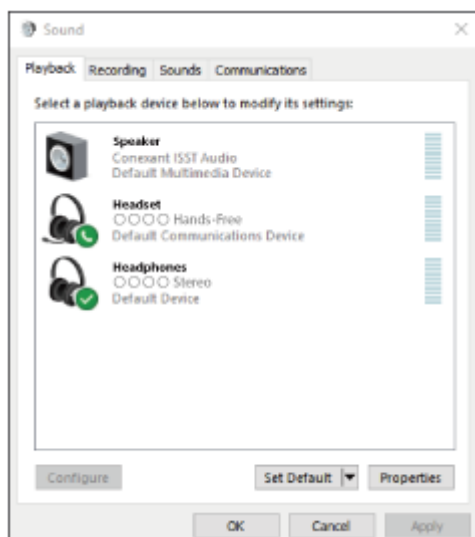 Sound
Playback Recording Sounds Communications
Select a playback device below to modify its settings:
Speaker
Conexant ISST Audio
Default Multimedia Device
Headset
○○○○ Hands-Free
Default Communications Device
Headphones
○○○○ Stereo
Default Device
Configure Set Default Properties
OK Cancel Apply